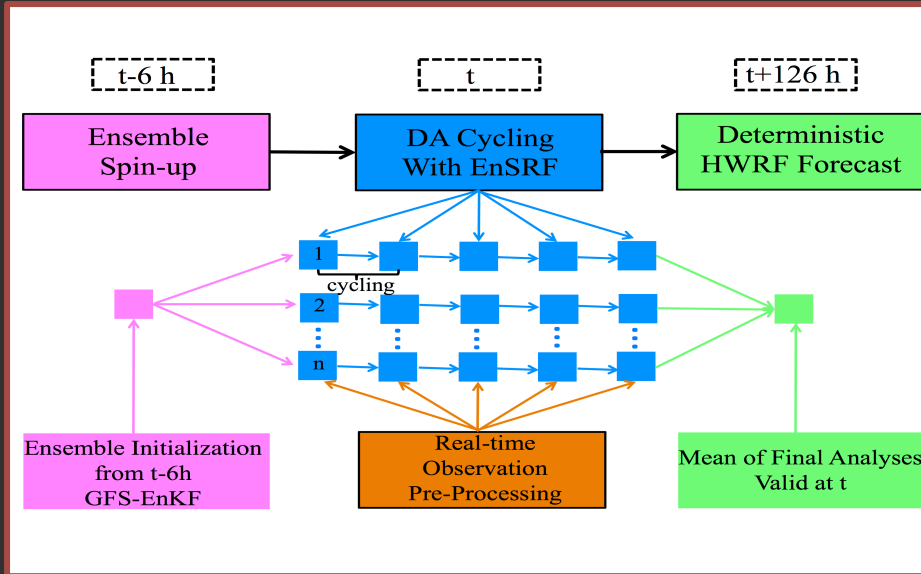 t-6 h
t
t+126 h
Ensemble
Spin-up
DA Cycling
With EnSRF
Deterministic
HWRF Forecast
1
cycling
2
n
Ensemble Initialization
from t-6h
GFS-EnKF
Real-time
Observation
Pre-Processing
Mean of Final Analyses
Valid at t